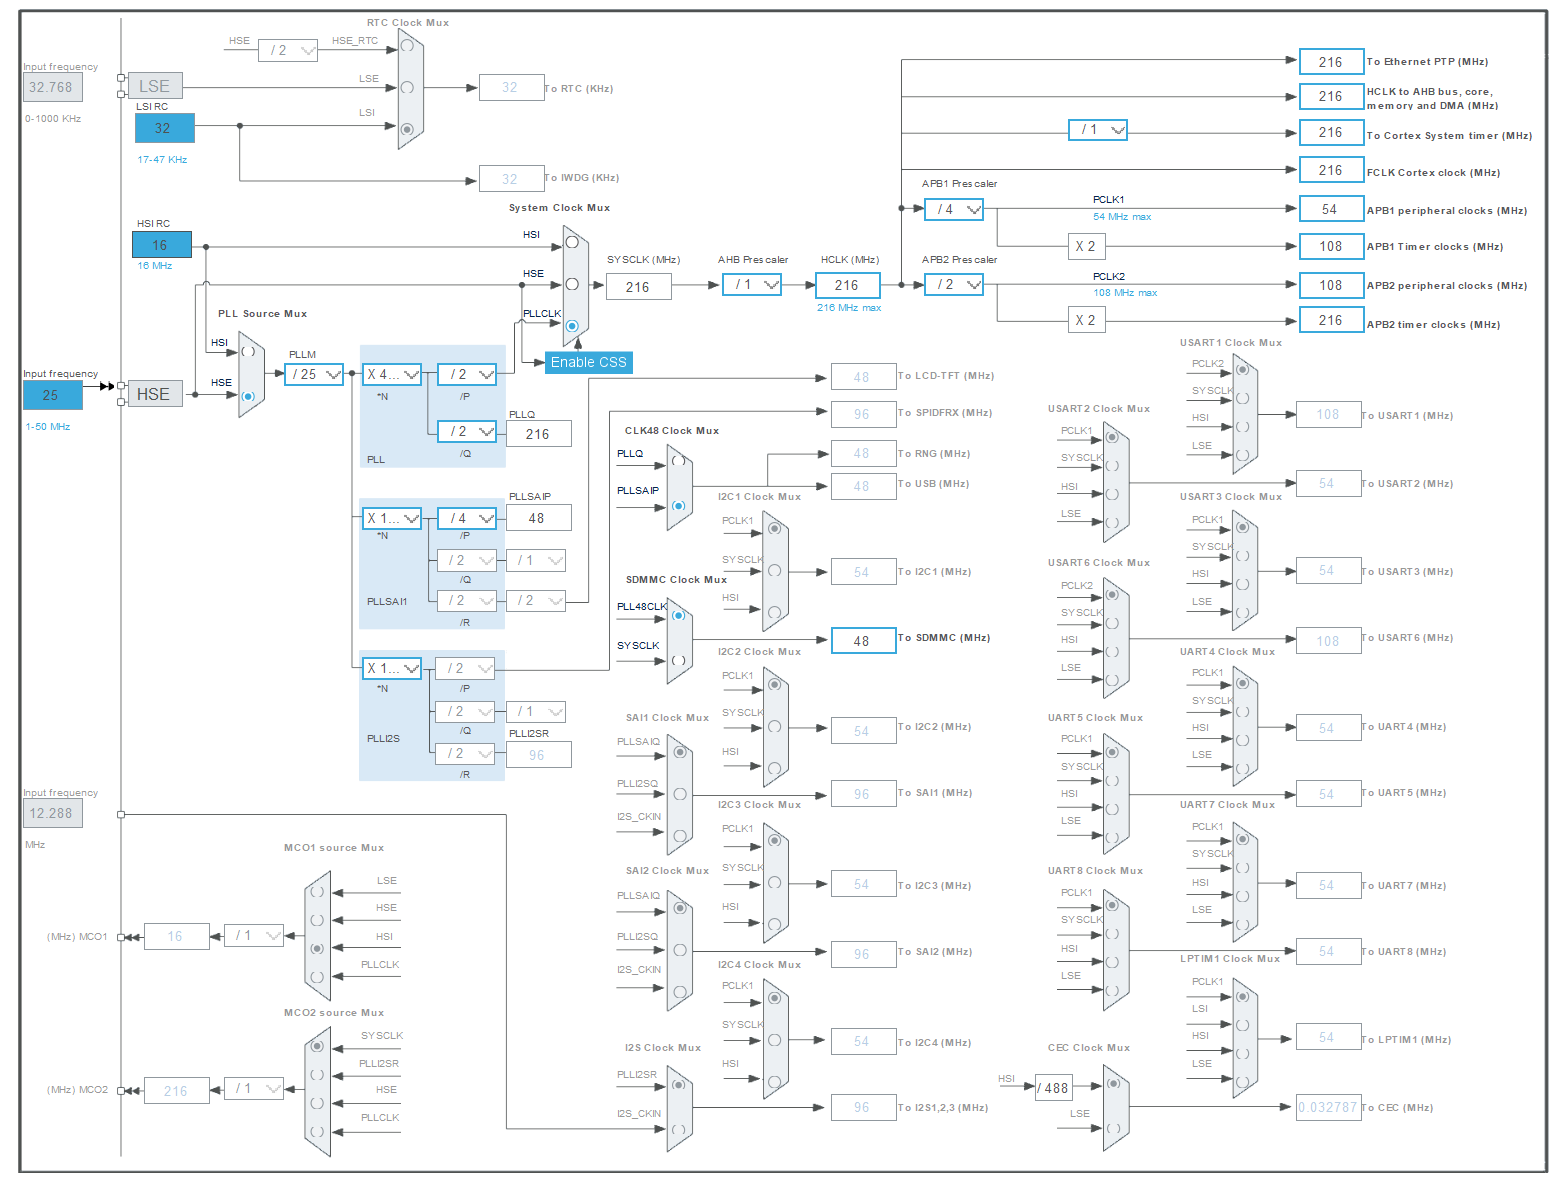 RTC Clock Mux
HSE
/ 2
HSE_RTC
Input frequency
32.768
0-1000 KHz
LSE
LSE
32
To RTC (KHz)
LSI RC
32
17-47 KHz
LSI
32
To IWDG (KHz)
System Clock Mux
HSI RC
16
16 MHz
HSI
HSE
PLLCLK
SYSCLK (MHz)
216
AHB Prescaler
/ 1
HCLK (MHz)
216
216 MHz max
216
To Ethernet PTP (MHz)
216
HCLK to AHB bus, core,
memory and DMA (MHz)
/ 1
216
To Cortex System timer (MHz)
216
FCLK Cortex clock (MHz)
APB1 Prescaler
/ 4
PCLK1
54 MHz max
54
APB1 peripheral clocks (MHz)
X 2
108
APB1 Timer clocks (MHz)
APB2 Prescaler
/ 2
PCLK2
108 MHz max
108
APB2 peripheral clocks (MHz)
X 2
216
APB2 timer clocks (MHz)
PLL Source Mux
HSI
HSE
Input frequency
25
1-50 MHz
HSE
PLLM
/ 25
X 4...
*N
/ 2
/P
PLLQ
/ 2
216
/Q
PLL
Enable CSS
PLLSAIP
X 1...
*N
/ 4
48
/P
/ 2
/ 1
/Q
/ 2
/ 2
/R
PLLSAI1
X 1...
*N
/ 2
/P
/ 2
/ 1
/Q
PLLI2SR
/ 2
96
/R
PLLI2S
48
To LCD-TFT (MHz)
96
To SPIDFRX (MHz)
CLK48 Clock Mux
PLLQ
PLLSAIP
48
To RNG (MHz)
48
To USB (MHz)
I2C1 Clock Mux
PCLK1
SYSCLK
HSI
54
To I2C1 (MHz)
SDMMC Clock Mux
PLL48CLK
SYSCLK
48
To SDMMC (MHz)
I2C2 Clock Mux
PCLK1
SYSCLK
HSI
54
To I2C2 (MHz)
SAI1 Clock Mux
PLLSAIQ
PLLI2SQ
I2S_CKIN
96
To SAI1 (MHz)
I2C3 Clock Mux
PCLK1
SYSCLK
HSI
54
To I2C3 (MHz)
SAI2 Clock Mux
PLLSAIQ
PLLI2SQ
I2S_CKIN
96
To SAI2 (MHz)
I2C4 Clock Mux
PCLK1
SYSCLK
HSI
54
To I2C4 (MHz)
I2S Clock Mux
PLLI2SR
I2S_CKIN
96
To I2S1,2,3 (MHz)
USART1 Clock Mux
PCLK2
SYSCLK
HSI
LSE
108
To USART1 (MHz)
USART2 Clock Mux
PCLK1
SYSCLK
HSI
LSE
54
To USART2 (MHz)
USART3 Clock Mux
PCLK1
SYSCLK
HSI
LSE
54
To USART3 (MHz)
USART6 Clock Mux
PCLK2
SYSCLK
HSI
LSE
108
To USART6 (MHz)
UART4 Clock Mux
PCLK1
SYSCLK
HSI
LSE
54
To UART4 (MHz)
UART5 Clock Mux
PCLK1
SYSCLK
HSI
LSE
54
To UART5 (MHz)
UART7 Clock Mux
PCLK1
SYSCLK
HSI
LSE
54
To UART7 (MHz)
UART8 Clock Mux
PCLK1
SYSCLK
HSI
LSE
54
To UART8 (MHz)
LPTIM1 Clock Mux
PCLK1
LSI
HSI
LSE
54
To LPTIM1 (MHz)
CEC Clock Mux
HSI
/ 488
LSE
0.032787
To CEC (MHz)
Input frequency
12.288
MHz
MCO1 source Mux
LSE
HSE
HSI
PLLCLK
(MHz) MCO1
16
/ 1
MCO2 source Mux
SYSCLK
PLLI2SR
HSE
PLLCLK
(MHz) MCO2
216
/ 1